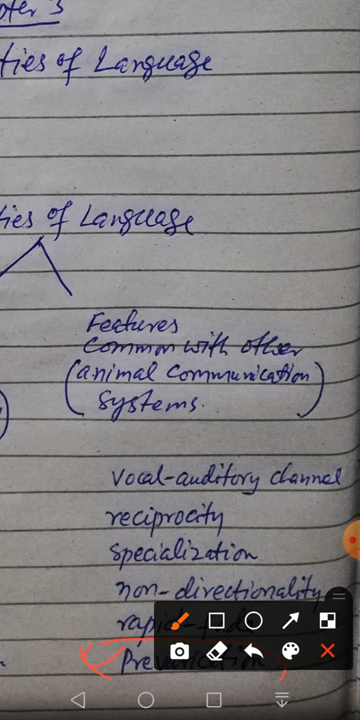 ter 3
ties of Language
ties of Language
Features
Common with other
(animal communication)
Systems.
Vocal-auditory channel
reciprocity
Specialization
non-directionality